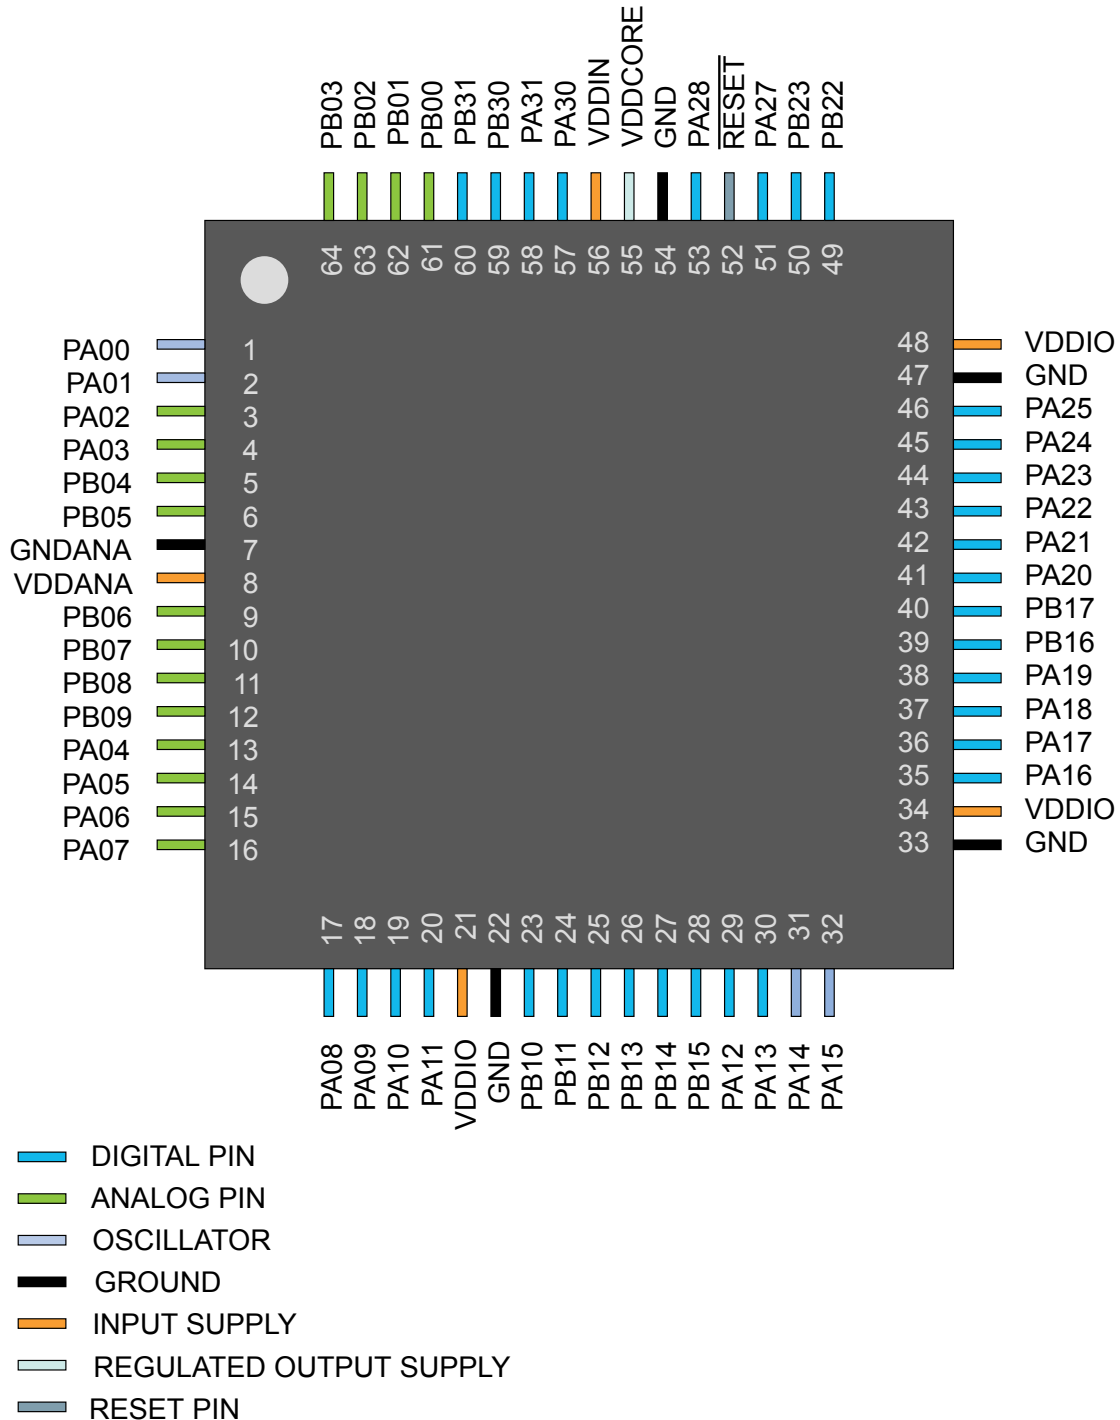 PB03
PB02
PB01
PB00
PB31
PB30
PA31
PA30
VDDIN
VDDCORE
GND
PA28
RESET
PA27
PB23
PB22
64 63 62 61 60 59 58 57 56 55 54 53 52 51 50 49
PA00 1
PA01 2
PA02 3
PA03 4
PB04 5
PB05 6
GNDANA 7
VDDANA 8
PB06 9
PB07 10
PB08 11
PB09 12
PA04 13
PA05 14
PA06 15
PA07 16
48 VDDIO
47 GND
46 PA25
45 PA24
44 PA23
43 PA22
42 PA21
41 PA20
40 PB17
39 PB16
38 PA19
37 PA18
36 PA17
35 PA16
34 VDDIO
33 GND
17 18 19 20 21 22 23 24 25 26 27 28 29 30 31 32
PA08
PA09
PA10
PA11
VDDIO
GND
PB10
PB11
PB12
PB13
PB14
PB15
PA12
PA13
PA14
PA15
DIGITAL PIN
ANALOG PIN
OSCILLATOR
GROUND
INPUT SUPPLY
REGULATED OUTPUT SUPPLY
RESET PIN